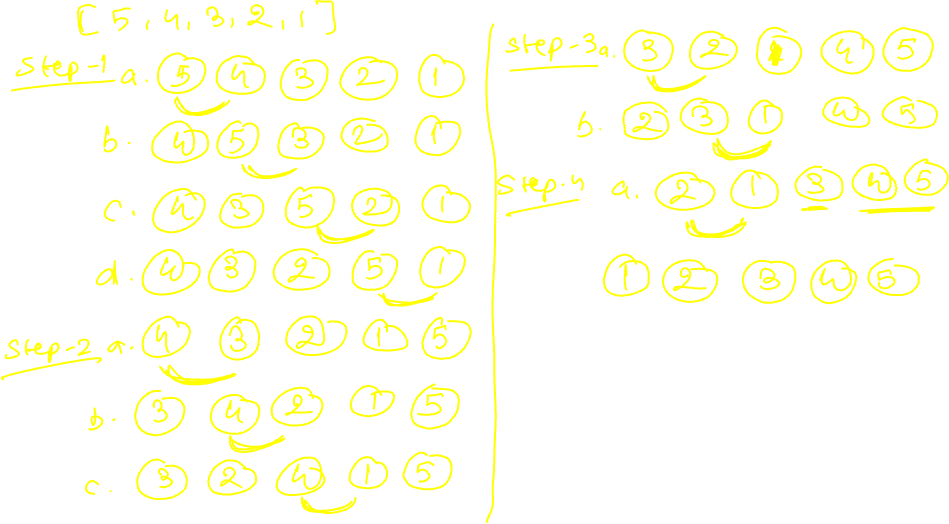 [5,4,3,2,1]
Step-1 a. 5 4 3 2 1
b. 4 5 3 2 1
c. 4 3 5 2 1
d. 4 3 2 5 1
Step-2 a. 4 3 2 1 5
b. 3 4 2 1 5
c. 3 2 4 1 5
Step-3a. 3 2 1 4 5
b. 2 3 1 4 5
Step-4 a. 2 1 3 4 5
1 2 3 4 5